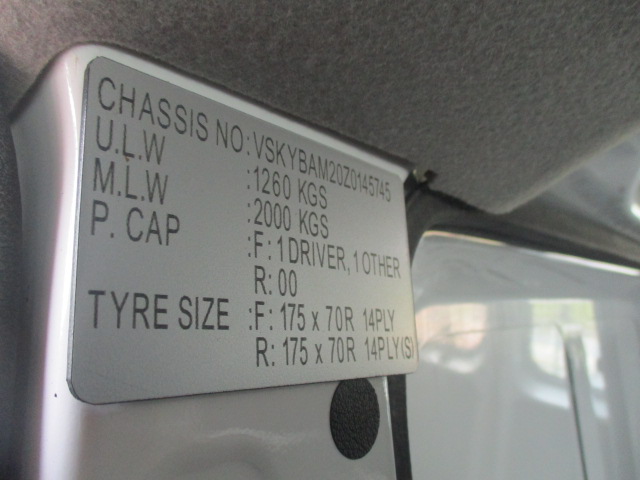 CHASSIS NO:VSKYBAM20Z0145745
U.L.W :1260 KGS
M.L.W :2000 KGS
P. CAP :F: 1 DRIVER, 1 OTHER
R: 00
TYRE SIZE :F: 175 x 70R 14PLY
R: 175 x 70R 14PLY(S)